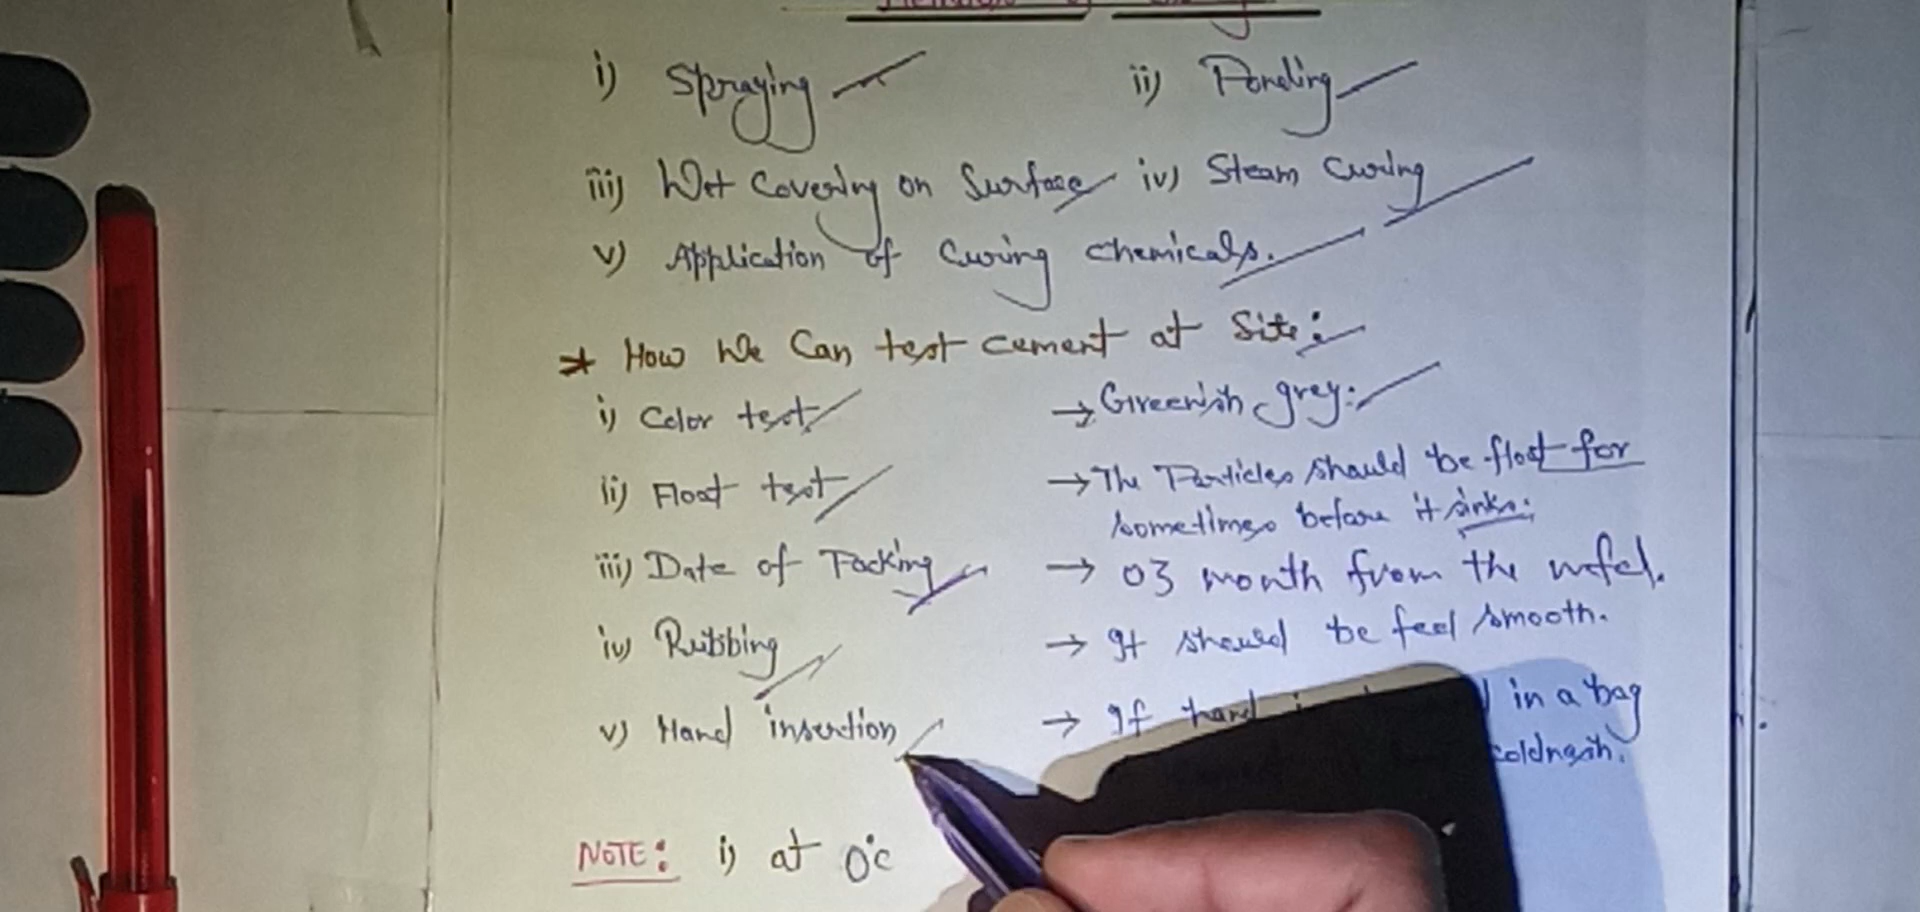 i) Spraying ii) Ponding
iii) Wet Covering on Surface iv) Steam Curing
v) Application of Curing chemicals.
* How We Can test cement at Site:
i) Color test → Greenish grey.
ii) Float test → The Particles should be float for
sometimes before it sinks.
iii) Date of Packing → 03 month from the mfd.
iv) Rubbing → It should be feel smooth.
v) Hand insertion → If hand in a bag
coldnesh.
NOTE: i) at 0°c